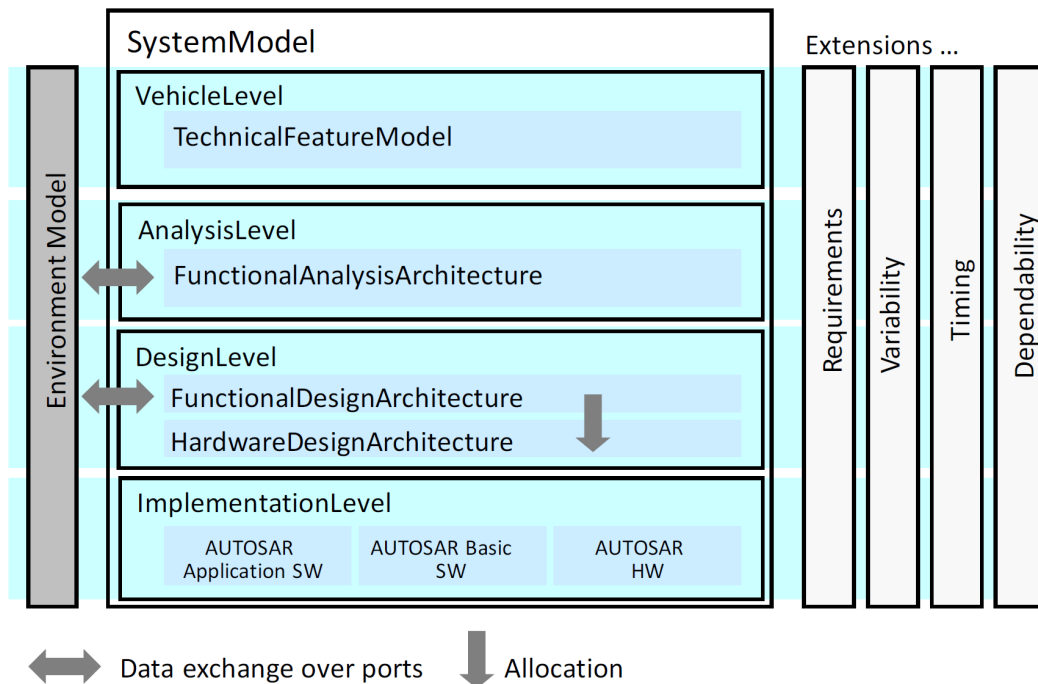 SystemModel
Extensions ...
VehicleLevel
TechnicalFeatureModel
AnalysisLevel
FunctionalAnalysisArchitecture
DesignLevel
FunctionalDesignArchitecture
HardwareDesignArchitecture
ImplementationLevel
AUTOSAR
Application SW
AUTOSAR Basic
SW
AUTOSAR
HW
Environment Model
Requirements
Variability
Timing
Dependability
Data exchange over ports
Allocation